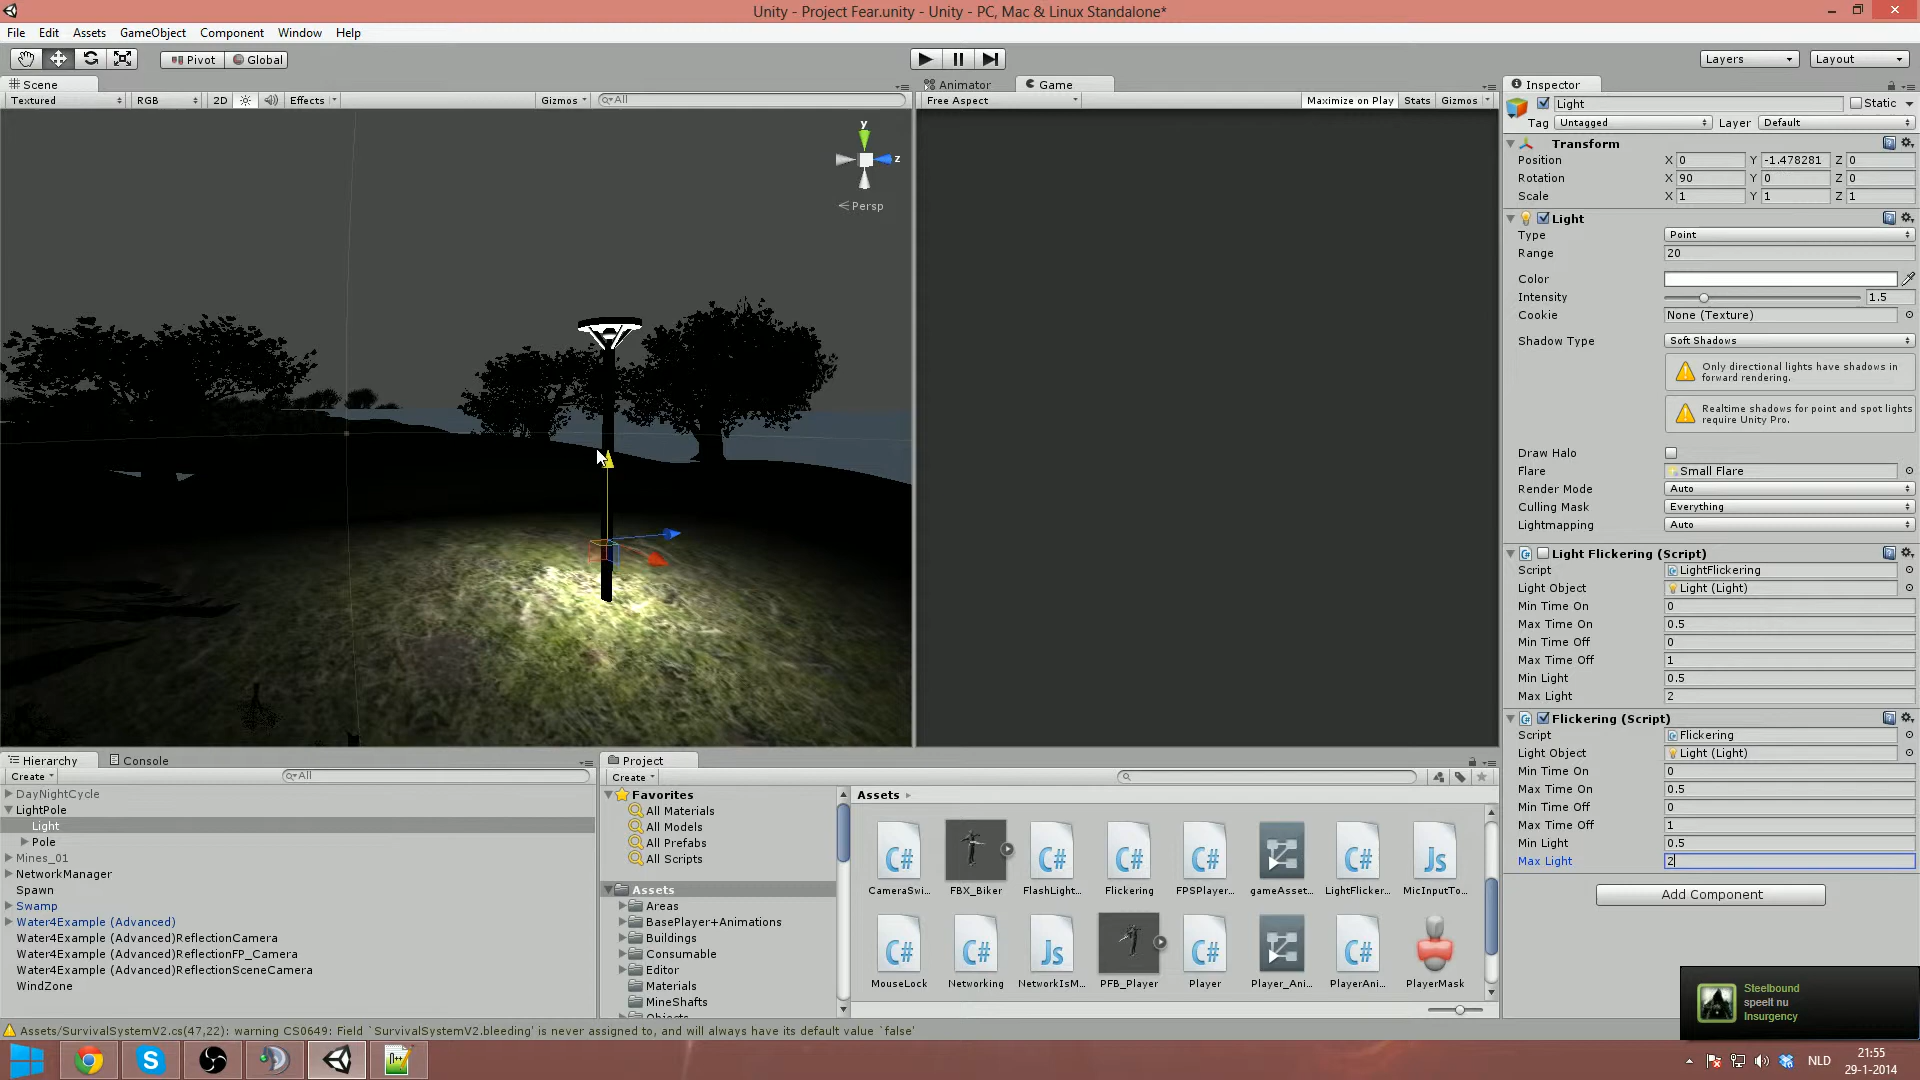 Unity - Project Fear.unity - Unity - PC, Mac & Linux Standalone*
File Edit Assets GameObject Component Window Help
Pivot Global
Layers Layout
Scene
Textured RGB 2D Effects Gizmos All
y
z
Persp
Animator Game
Free Aspect Maximize on Play Stats Gizmos
Inspector
Light Static
Tag Untagged Layer Default
Transform
Position X 0 Y -1.478281 Z 0
Rotation X 90 Y 0 Z 0
Scale X 1 Y 1 Z 1
Light
Type Point
Range 20
Color
Intensity 1.5
Cookie None (Texture)
Shadow Type Soft Shadows
Only directional lights have shadows in
forward rendering.
Realtime shadows for point and spot lights
require Unity Pro.
Draw Halo
Flare Small Flare
Render Mode Auto
Culling Mask Everything
Lightmapping Auto
Light Flickering (Script)
Script LightFlickering
Light Object Light (Light)
Min Time On 0
Max Time On 0.5
Min Time Off 0
Max Time Off 1
Min Light 0.5
Max Light 2
Flickering (Script)
Script Flickering
Light Object Light (Light)
Min Time On 0
Max Time On 0.5
Min Time Off 0
Max Time Off 1
Min Light 0.5
Max Light 2
Add Component
Hierarchy Console
Create All
DayNightCycle
LightPole
Light
Pole
Mines_01
NetworkManager
Spawn
Swamp
Water4Example (Advanced)
Water4Example (Advanced)ReflectionCamera
Water4Example (Advanced)ReflectionFP_Camera
Water4Example (Advanced)ReflectionSceneCamera
WindZone
Project
Create
Favorites
All Materials
All Models
All Prefabs
All Scripts
Assets
Areas
BasePlayer+Animations
Buildings
Consumable
Editor
Materials
MineShafts
Objects
Assets
C# C# C# C# C# Js
CameraSwi... FBX_Biker FlashLight... Flickering FPSPlayer... gameAsset... LightFlicker... MicInputTo...
C# C# Js C# C#
MouseLock Networking NetworkIsM... PFB_Player Player Player_Ani... PlayerAni... PlayerMask
Steelbound
speelt nu
Insurgency
Assets/SurvivalSystemV2.cs(47,22): warning CS0649: Field `SurvivalSystemV2.bleeding' is never assigned to, and will always have its default value `false'
NLD
21:55
29-1-2014